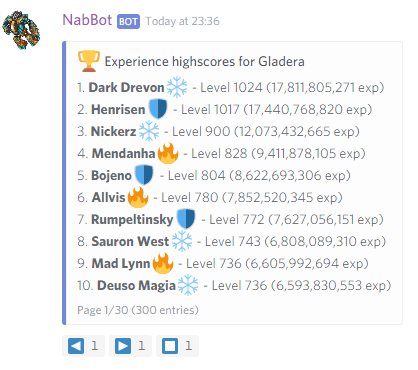 NabBot BOT Today at 23:36
Experience highscores for Gladera
1. Dark Drevon - Level 1024 (17,811,805,271 exp)
2. Henrisen - Level 1017 (17,440,768,820 exp)
3. Nickerz - Level 900 (12,073,432,665 exp)
4. Mendanha - Level 828 (9,411,878,105 exp)
5. Bojeno - Level 804 (8,622,693,306 exp)
6. Allvis - Level 780 (7,852,520,345 exp)
7. Rumpeltinsky - Level 772 (7,627,056,151 exp)
8. Sauron West - Level 743 (6,808,089,310 exp)
9. Mad Lynn - Level 736 (6,605,992,694 exp)
10. Deuso Magia - Level 736 (6,593,830,553 exp)
Page 1/30 (300 entries)
1 1 1